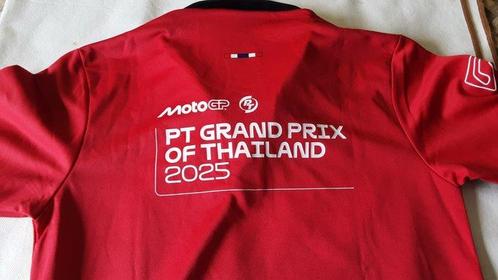 MotoGP
PT GRAND PRIX
OF THAILAND
2025